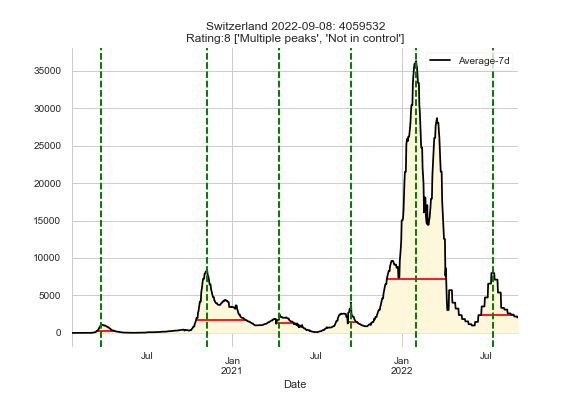 Switzerland 2022-09-08: 4059532
Rating:8 ['Multiple peaks', 'Not in control']
Average-7d
35000
30000
25000
20000
15000
10000
5000
0
Jul
Jan
2021
Jul
Jan
2022
Jul
Date